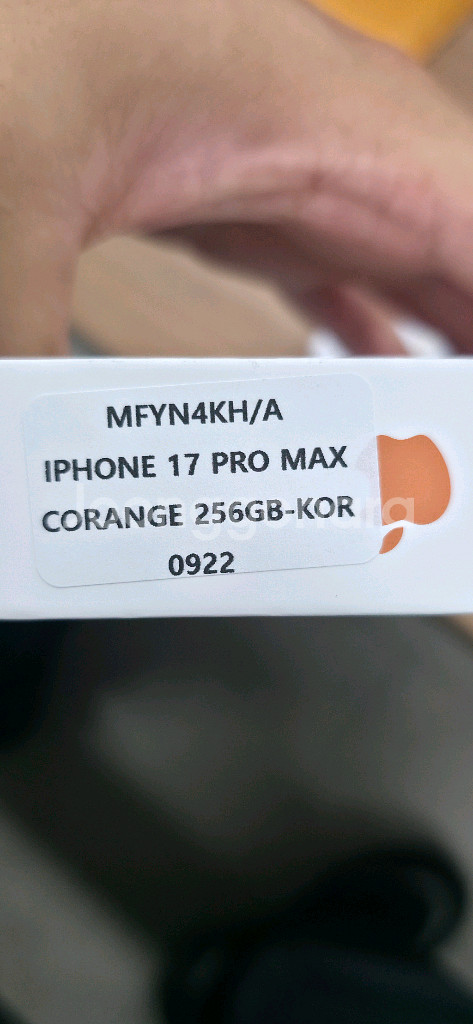 MFYN4KH/A
IPHONE 17 PRO MAX
CORANGE 256GB-KOR
0922